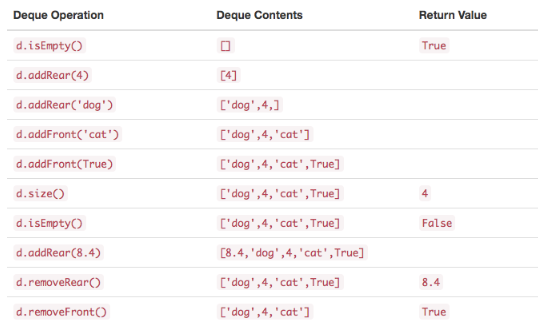 Deque Operation Deque Contents Return Value
d.isEmpty() [] True
d.addRear(4) [4]
d.addRear('dog') ['dog',4,]
d.addFront('cat') ['dog',4,'cat']
d.addFront(True) ['dog',4,'cat',True]
d.size() ['dog',4,'cat',True] 4
d.isEmpty() ['dog',4,'cat',True] False
d.addRear(8.4) [8.4,'dog',4,'cat',True]
d.removeRear() ['dog',4,'cat',True] 8.4
d.removeFront() ['dog',4,'cat'] True